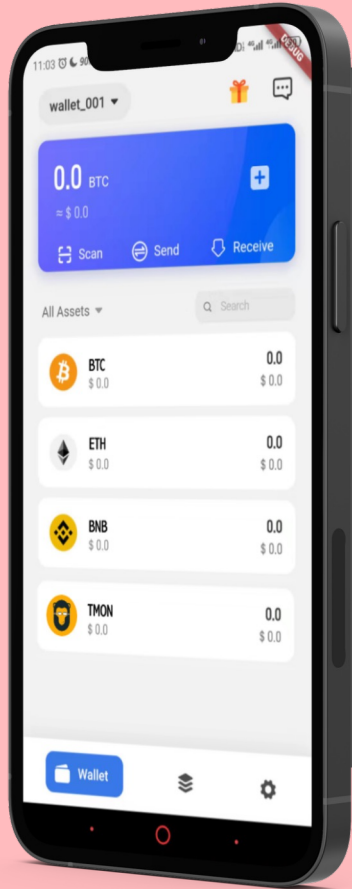 11:03
DEBUG
wallet_001
0.0 BTC
≈ $ 0.0
Scan Send Receive
All Assets Search
BTC 0.0
$ 0.0 $ 0.0
ETH 0.0
$ 0.0 $ 0.0
BNB 0.0
$ 0.0 $ 0.0
TMON 0.0
$ 0.0 $ 0.0
Wallet